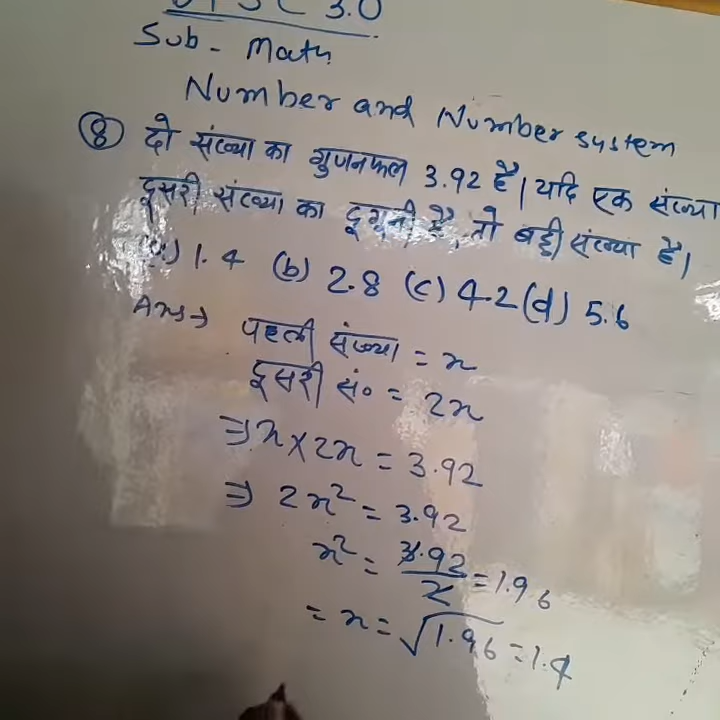 3.0
Sub - Math
Number and Number system
⑧ दो संख्या का गुणनफल 3.92 है। यदि एक संख्या
दूसरी संख्या का दुगुनी है, तो बड़ी संख्या है।
(a) 1.4 (b) 2.8 (c) 4.2 (d) 5.6
Ans→ पहली संख्या = x
दूसरी सं० = 2x
⇒ x × 2x = 3.92
⇒ 2x² = 3.92
x² = 3.92/2 = 1.96
= x = √1.96 = 1.4